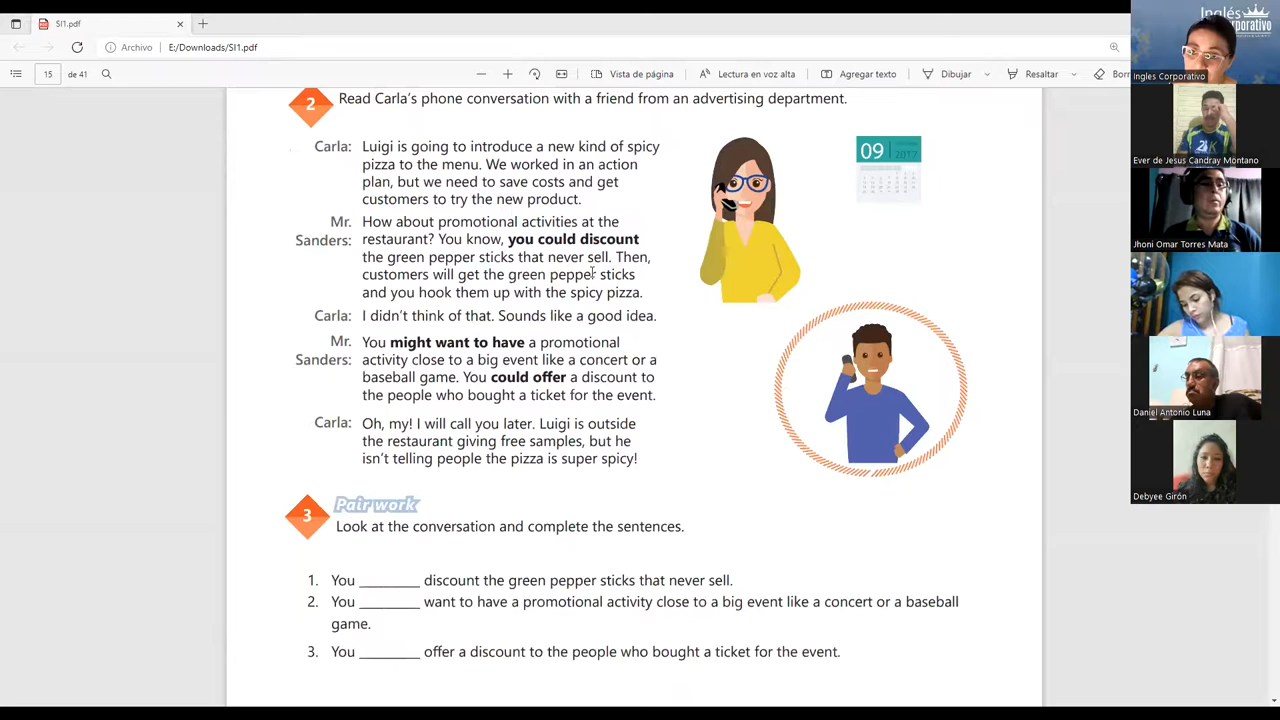 SI1.pdf
Archivo
E:/Downloads/SI1.pdf
15
de 41
Vista de página
Lectura en voz alta
Agregar texto
Dibujar
Resaltar
Borr
2
Read Carla's phone conversation with a friend from an advertising department.
Carla: Luigi is going to introduce a new kind of spicy
pizza to the menu. We worked in an action
plan, but we need to save costs and get
customers to try the new product.
Mr. How about promotional activities at the
Sanders: restaurant? You know, you could discount
the green pepper sticks that never sell. Then,
customers will get the green pepper sticks
and you hook them up with the spicy pizza.
Carla: I didn't think of that. Sounds like a good idea.
Mr. You might want to have a promotional
Sanders: activity close to a big event like a concert or a
baseball game. You could offer a discount to
the people who bought a ticket for the event.
Carla: Oh, my! I will call you later. Luigi is outside
the restaurant giving free samples, but he
isn't telling people the pizza is super spicy!
09
2017
3
Pair work
Look at the conversation and complete the sentences.
1. You ________ discount the green pepper sticks that never sell.
2. You ________ want to have a promotional activity close to a big event like a concert or a baseball
game.
3. You ________ offer a discount to the people who bought a ticket for the event.
Inglés
Corporativo
Ingles Corporativo
Ever de Jesus Candray Montano
Jhoni Omar Torres Mata
Daniel Antonio Luna
Debyee Girón